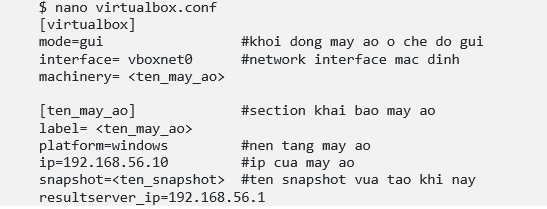 $ nano virtualbox.conf
[virtualbox]
mode=gui #khoi dong may ao o che do gui
interface= vboxnet0 #network interface mac dinh
machinery= <ten_may_ao>
[ten_may_ao] #section khai bao may ao
label= <ten_may_ao>
platform=windows #nen tang may ao
ip=192.168.56.10 #ip cua may ao
snapshot=<ten_snapshot> #ten snapshot vua tao khi nay
resultserver_ip=192.168.56.1